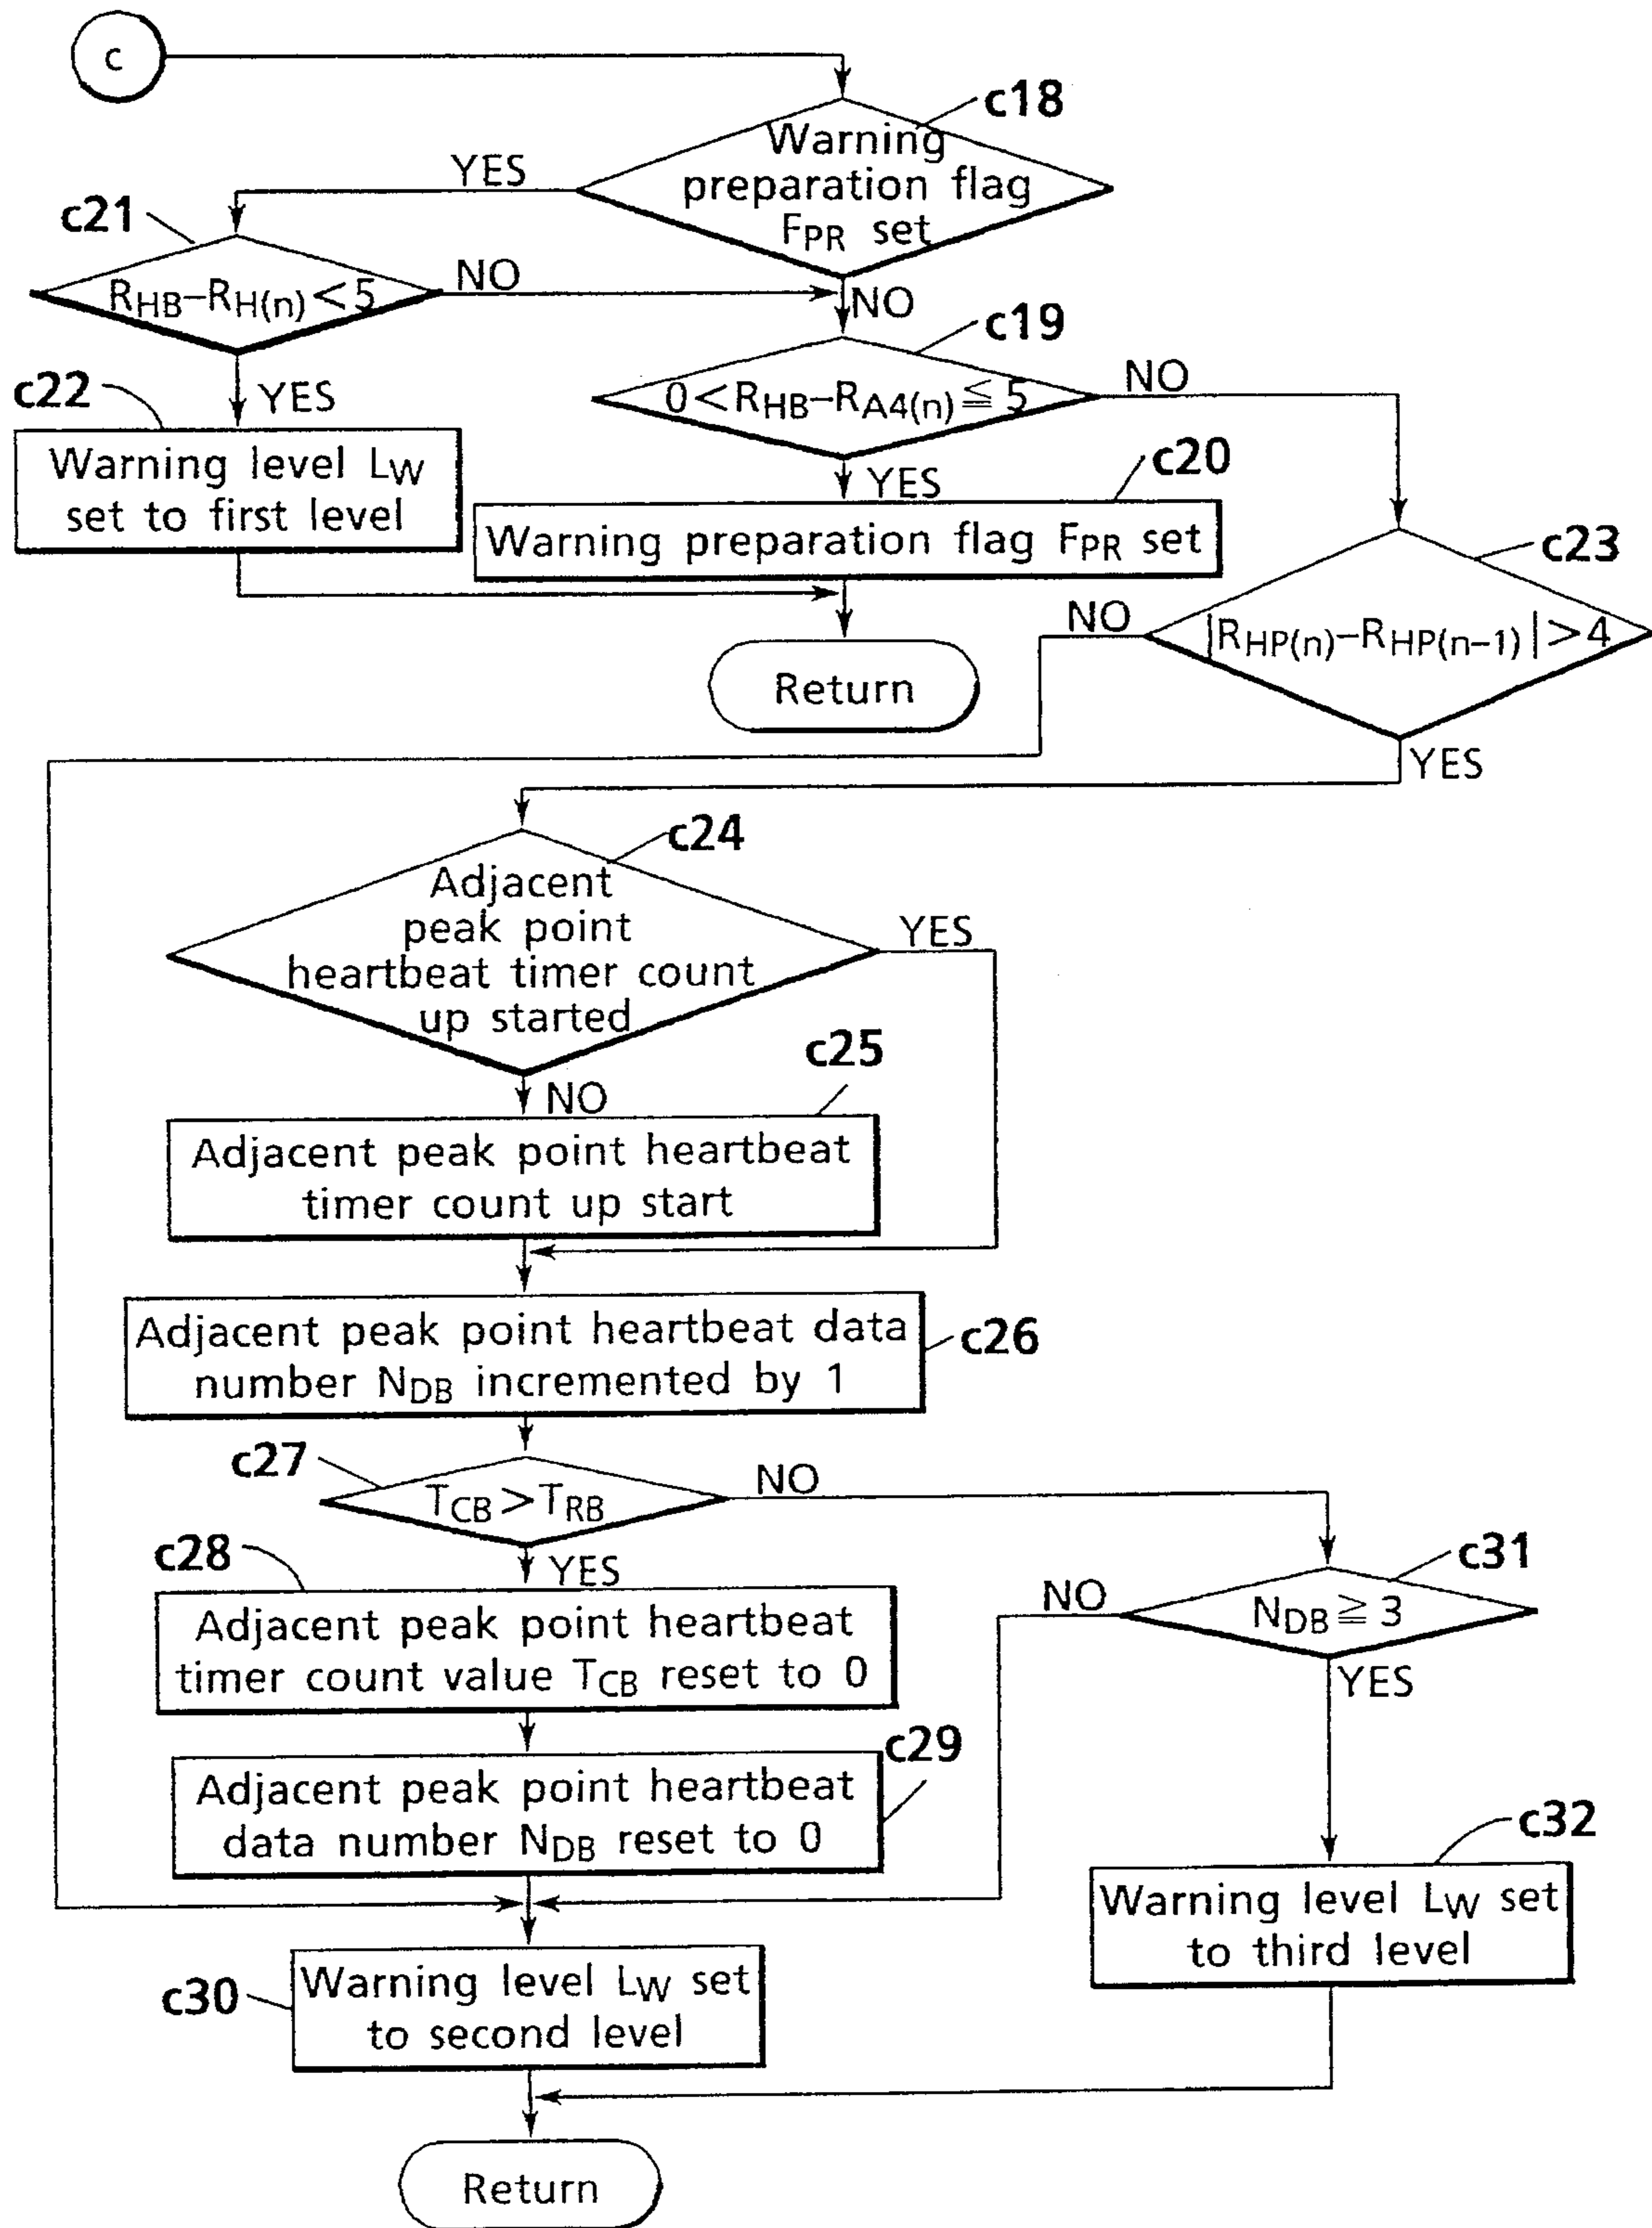 c
c18
Warning
preparation flag
FPR set
YES
NO
c21
RHB–RH(n)<5
NO
YES
c22
Warning level LW
set to first level
c19
0<RHB–RA4(n)≦5
NO
YES
c20
Warning preparation flag FPR set
Return
c23
|RHP(n)–RHP(n–1)|>4
NO
YES
c24
Adjacent
peak point
heartbeat timer count
up started
YES
NO
c25
Adjacent peak point heartbeat
timer count up start
Adjacent peak point heartbeat data
number NDB incremented by 1
c26
c27
TCB>TRB
NO
YES
c28
Adjacent peak point heartbeat
timer count value TCB reset to 0
c29
Adjacent peak point heartbeat
data number NDB reset to 0
c31
NDB≧3
NO
YES
c32
Warning level LW set
to third level
c30
Warning level LW set
to second level
Return